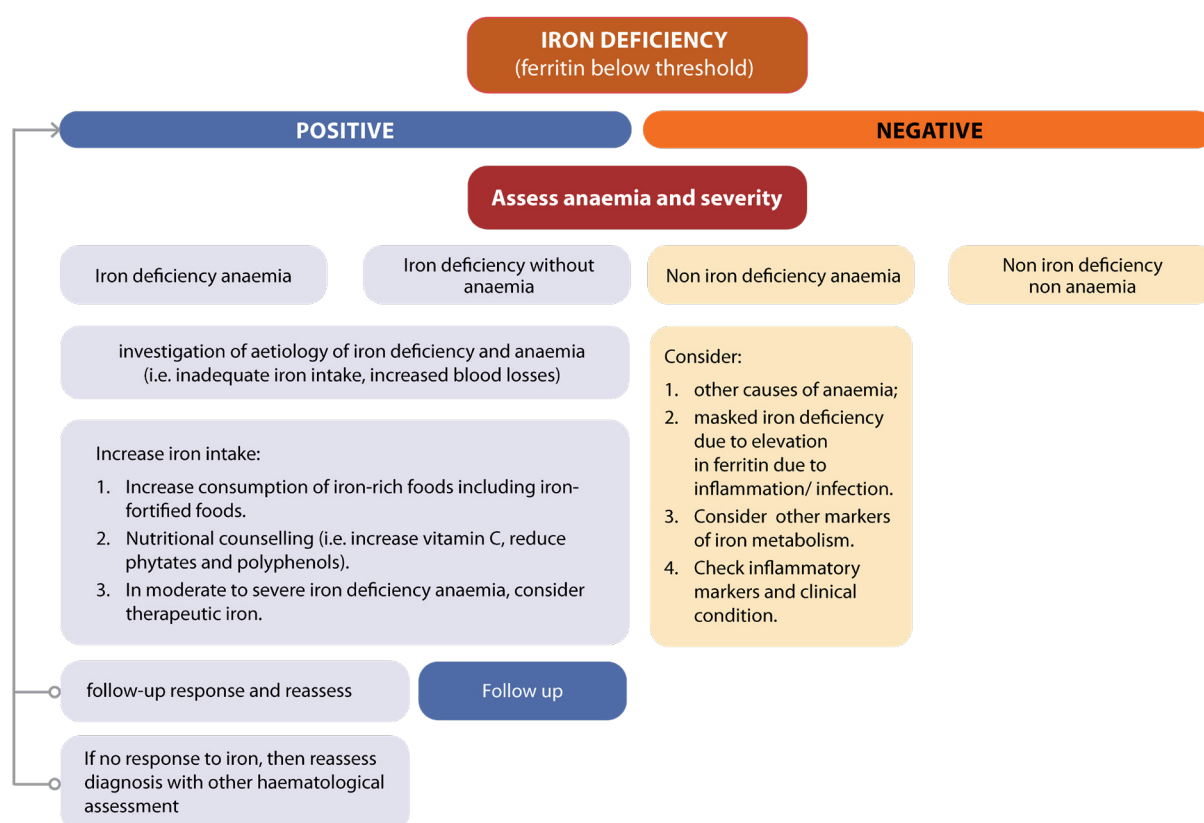 IRON DEFICIENCY
(ferritin below threshold)
POSITIVE
NEGATIVE
Assess anaemia and severity
Iron deficiency anaemia
Iron deficiency without
anaemia
Non iron deficiency anaemia
Non iron deficiency
non anaemia
investigation of aetiology of iron deficiency and anaemia
(i.e. inadequate iron intake, increased blood losses)
Increase iron intake:
1. Increase consumption of iron-rich foods including iron-
fortified foods.
2. Nutritional counselling (i.e. increase vitamin C, reduce
phytates and polyphenols).
3. In moderate to severe iron deficiency anaemia, consider
therapeutic iron.
Consider:
1. other causes of anaemia;
2. masked iron deficiency
due to elevation
in ferritin due to
inflammation/ infection.
3. Consider other markers
of iron metabolism.
4. Check inflammatory
markers and clinical
condition.
follow-up response and reassess
Follow up
If no response to iron, then reassess
diagnosis with other haematological
assessment